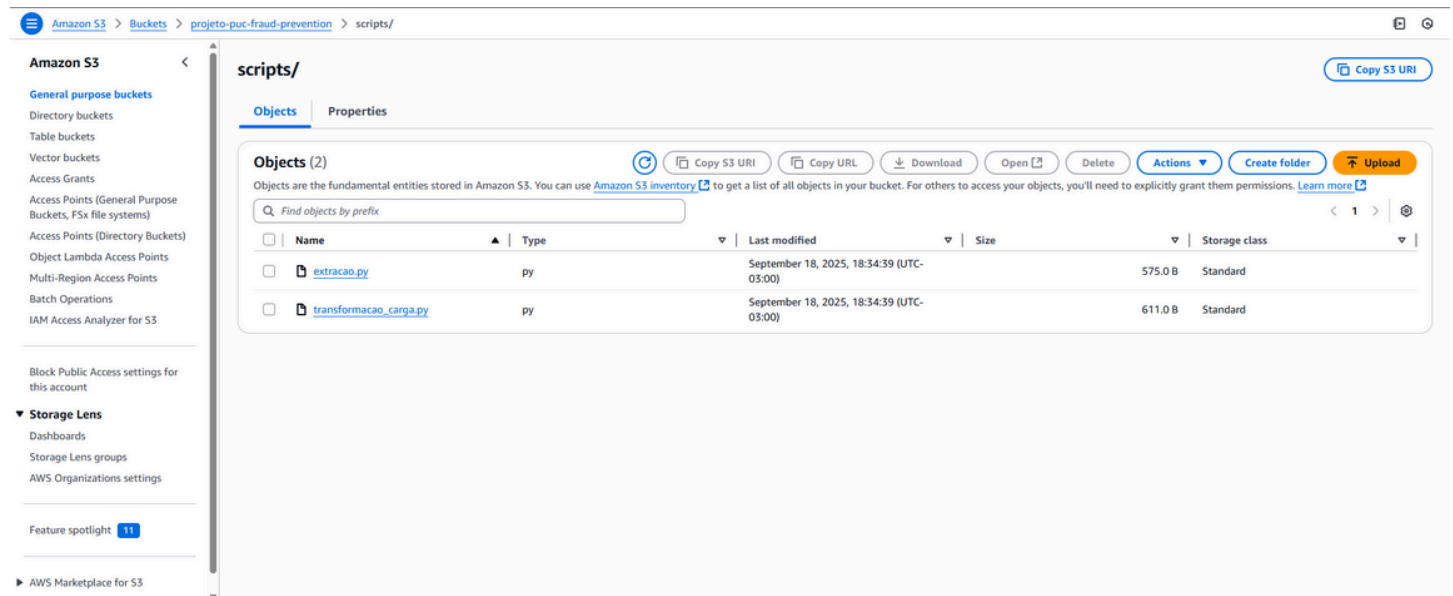 Amazon S3 > Buckets > projeto-puc-fraud-prevention > scripts/
Amazon S3
General purpose buckets
Directory buckets
Table buckets
Vector buckets
Access Grants
Access Points (General Purpose
Buckets, FSx file systems)
Access Points (Directory Buckets)
Object Lambda Access Points
Multi-Region Access Points
Batch Operations
IAM Access Analyzer for S3
Block Public Access settings for
this account
Storage Lens
Dashboards
Storage Lens groups
AWS Organizations settings
Feature spotlight 11
AWS Marketplace for S3
scripts/
Copy S3 URI
Objects Properties
Objects (2)
Copy S3 URI Copy URL Download Open Delete Actions Create folder Upload
Objects are the fundamental entities stored in Amazon S3. You can use Amazon S3 inventory to get a list of all objects in your bucket. For others to access your objects, you'll need to explicitly grant them permissions. Learn more
Find objects by prefix
< 1 >
Name Type Last modified Size Storage class
extracao.py py September 18, 2025, 18:34:39 (UTC-
03:00) 575.0 B Standard
transformacao_carga.py py September 18, 2025, 18:34:39 (UTC-
03:00) 611.0 B Standard